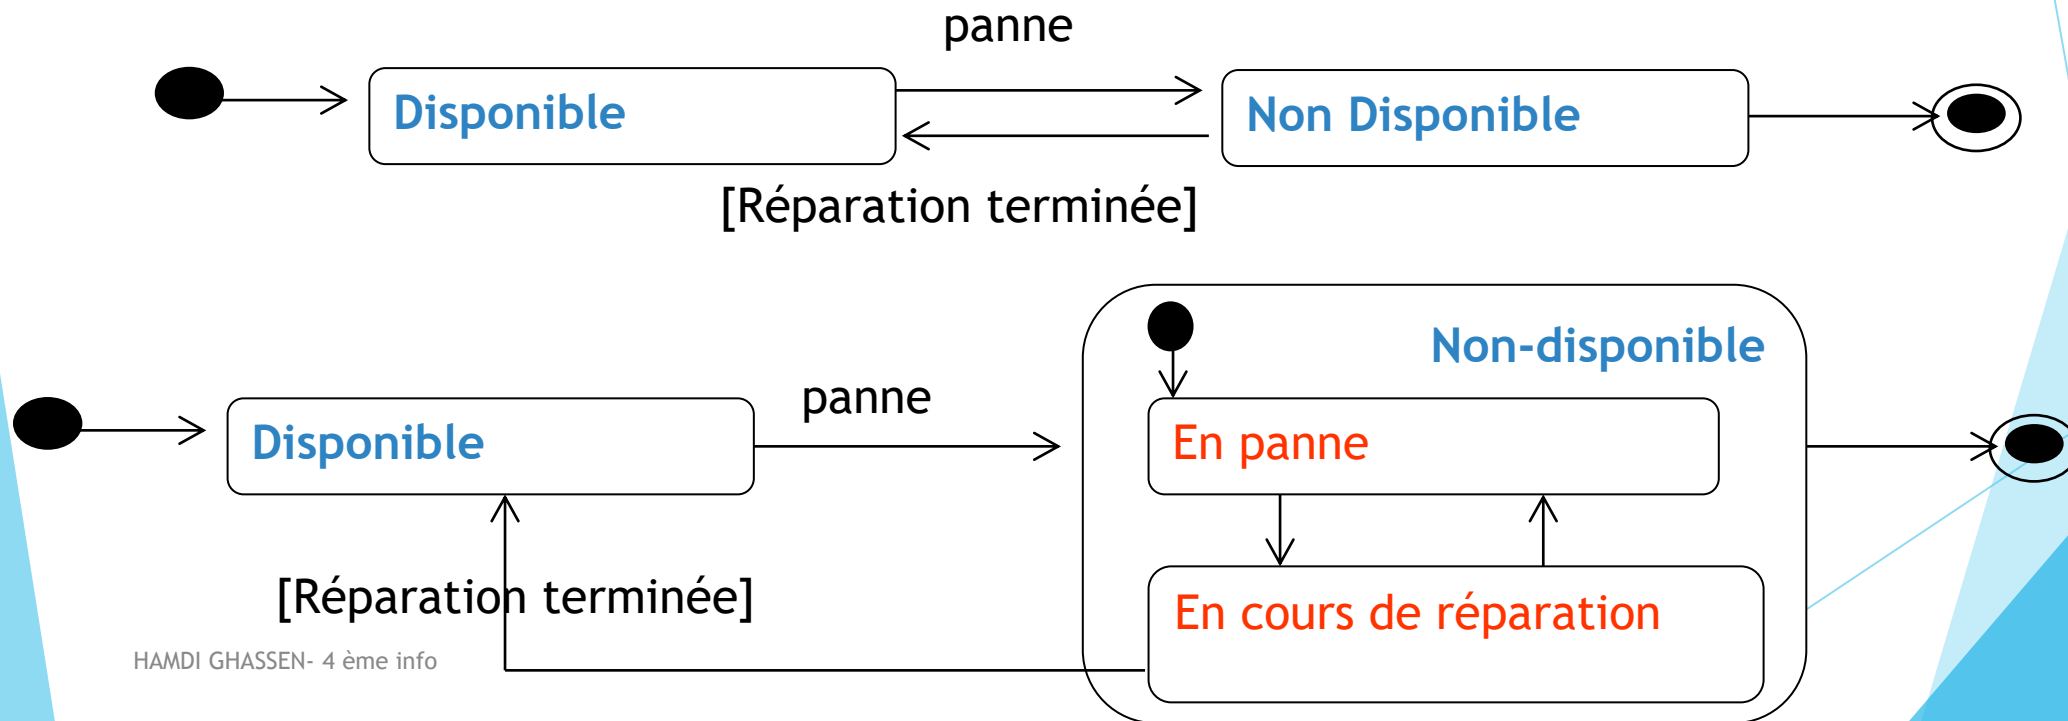 panne
Disponible
Non Disponible
[Réparation terminée]
Non-disponible
panne
Disponible
En panne
[Réparation terminée]
En cours de réparation
HAMDI GHASSEN- 4 ème info